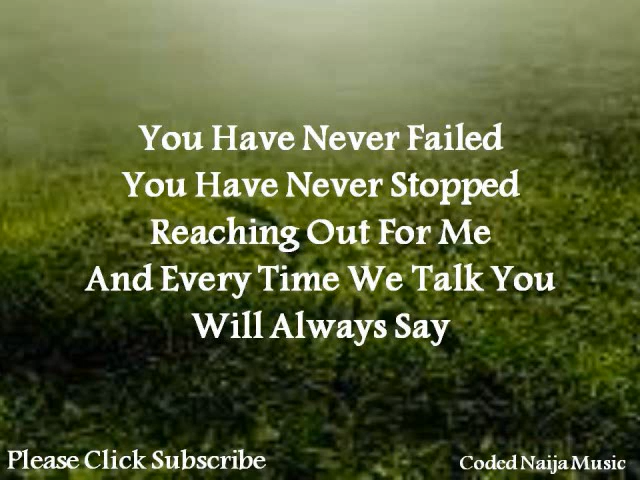 You Have Never Failed
You Have Never Stopped
Reaching Out For Me
And Every Time We Talk You
Will Always Say
Please Click Subscribe
Coded Naija Music